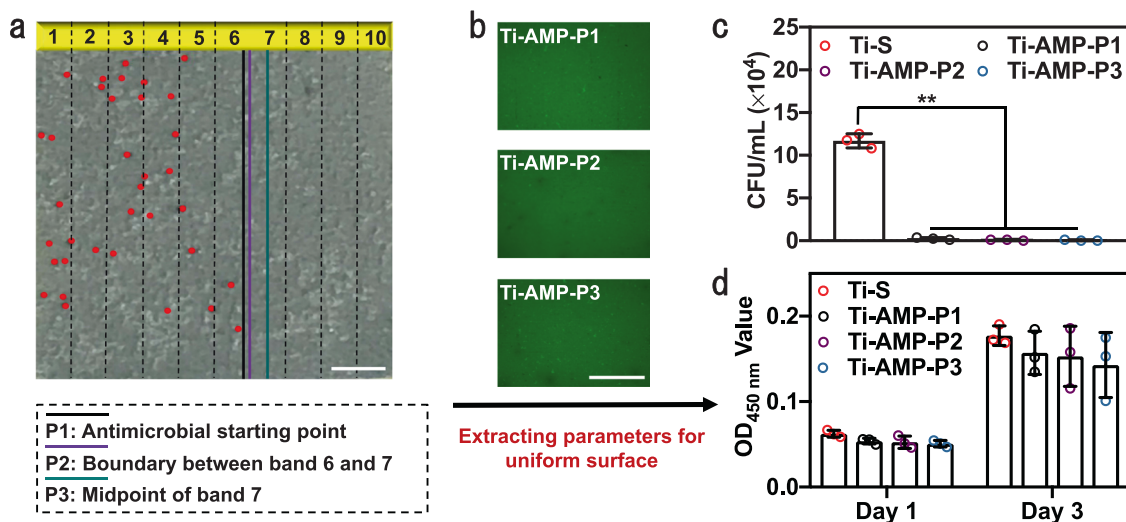 a
1 2 3 4 5 6 7 8 9 10
P1: Antimicrobial starting point
P2: Boundary between band 6 and 7
P3: Midpoint of band 7
b
Ti-AMP-P1
Ti-AMP-P2
Ti-AMP-P3
Extracting parameters for
uniform surface
c
CFU/mL (×10⁴)
25
20
15
10
5
0
Ti-S Ti-AMP-P1
Ti-AMP-P2 Ti-AMP-P3
**
d
OD450 nm Value
0.2
0.1
0.0
Ti-S
Ti-AMP-P1
Ti-AMP-P2
Ti-AMP-P3
Day 1 Day 3